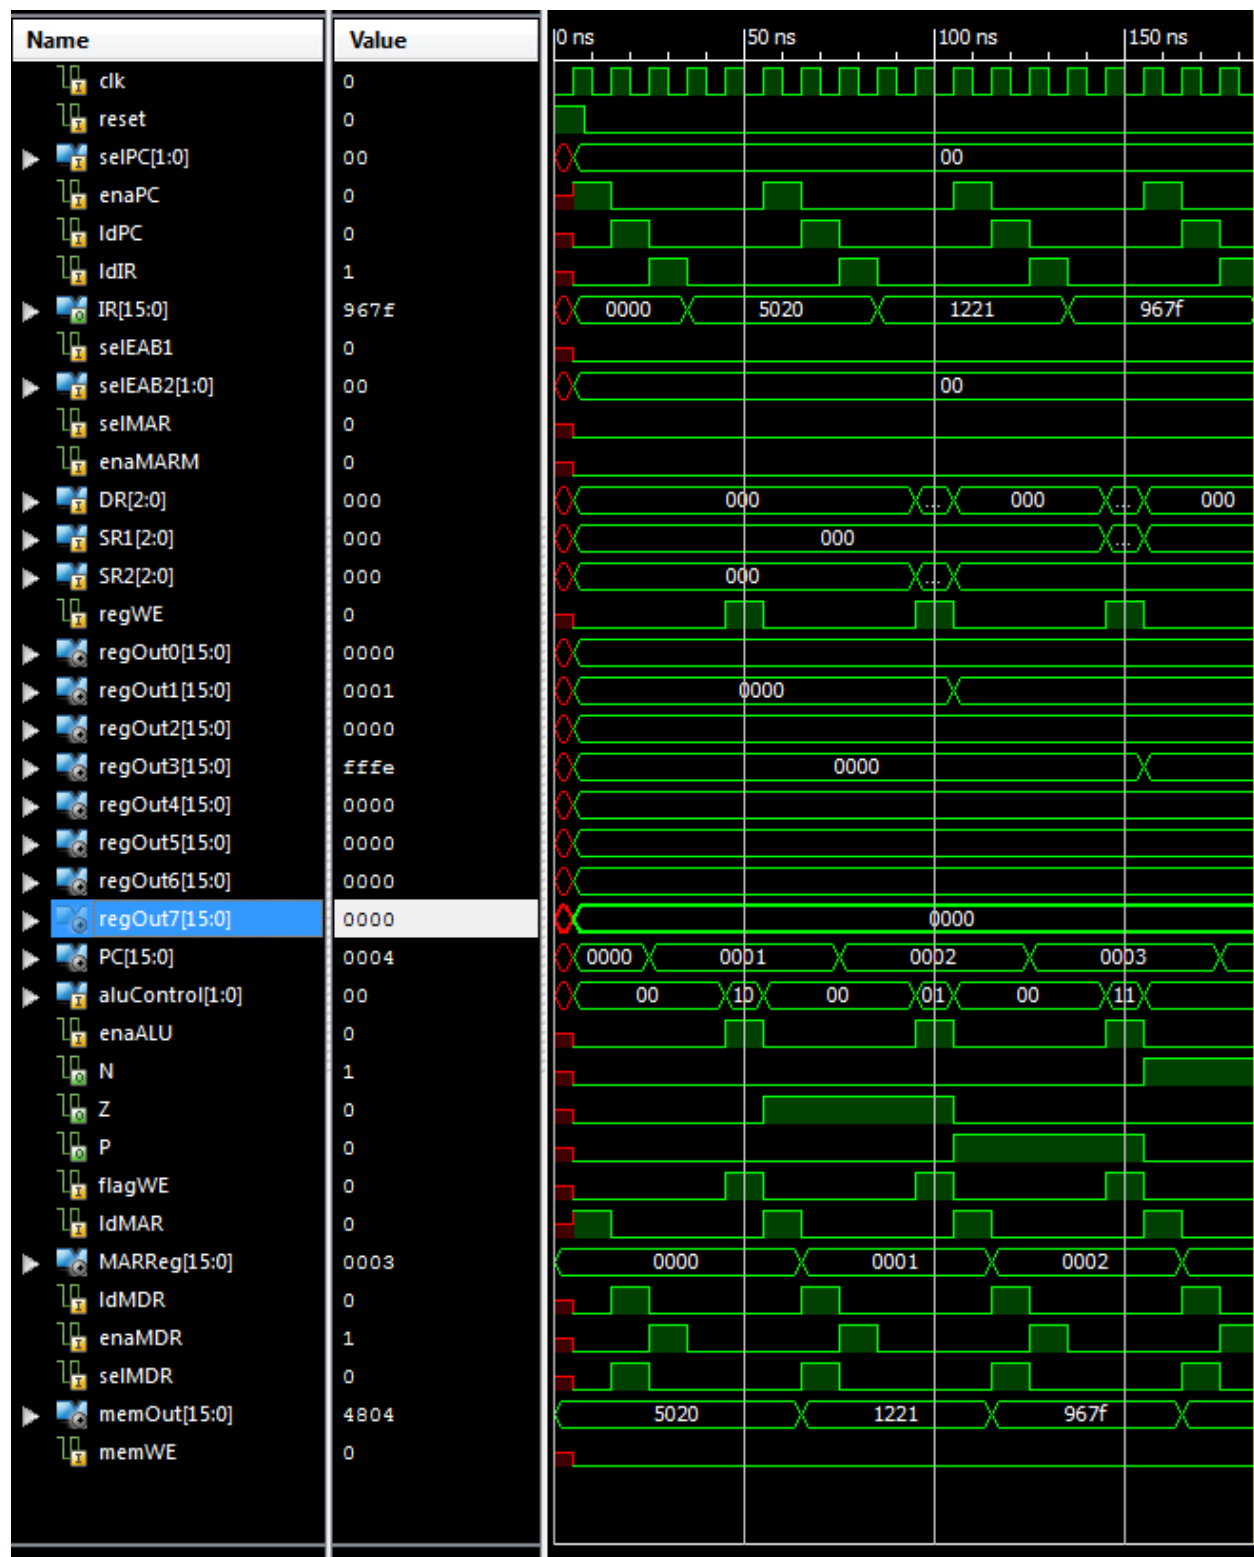 Name Value 0 ns 50 ns 100 ns 150 ns
clk 0
reset 0
selPC[1:0] 00 00
enaPC 0
ldPC 0
ldIR 1
IR[15:0] 967f 0000 5020 1221 967f
selEAB1 0
selEAB2[1:0] 00 00
selMAR 0
enaMARM 0
DR[2:0] 000 000 ... 000 ... 000
SR1[2:0] 000 000 ...
SR2[2:0] 000 000 ...
regWE 0
regOut0[15:0] 0000
regOut1[15:0] 0001 0000
regOut2[15:0] 0000
regOut3[15:0] fffe 0000
regOut4[15:0] 0000
regOut5[15:0] 0000
regOut6[15:0] 0000
regOut7[15:0] 0000 0000
PC[15:0] 0004 0000 0001 0002 0003
aluControl[1:0] 00 00 10 00 01 00 11
enaALU 0
N 1
Z 0
P 0
flagWE 0
ldMAR 0
MARReg[15:0] 0003 0000 0001 0002
ldMDR 0
enaMDR 1
selMDR 0
memOut[15:0] 4804 5020 1221 967f
memWE 0